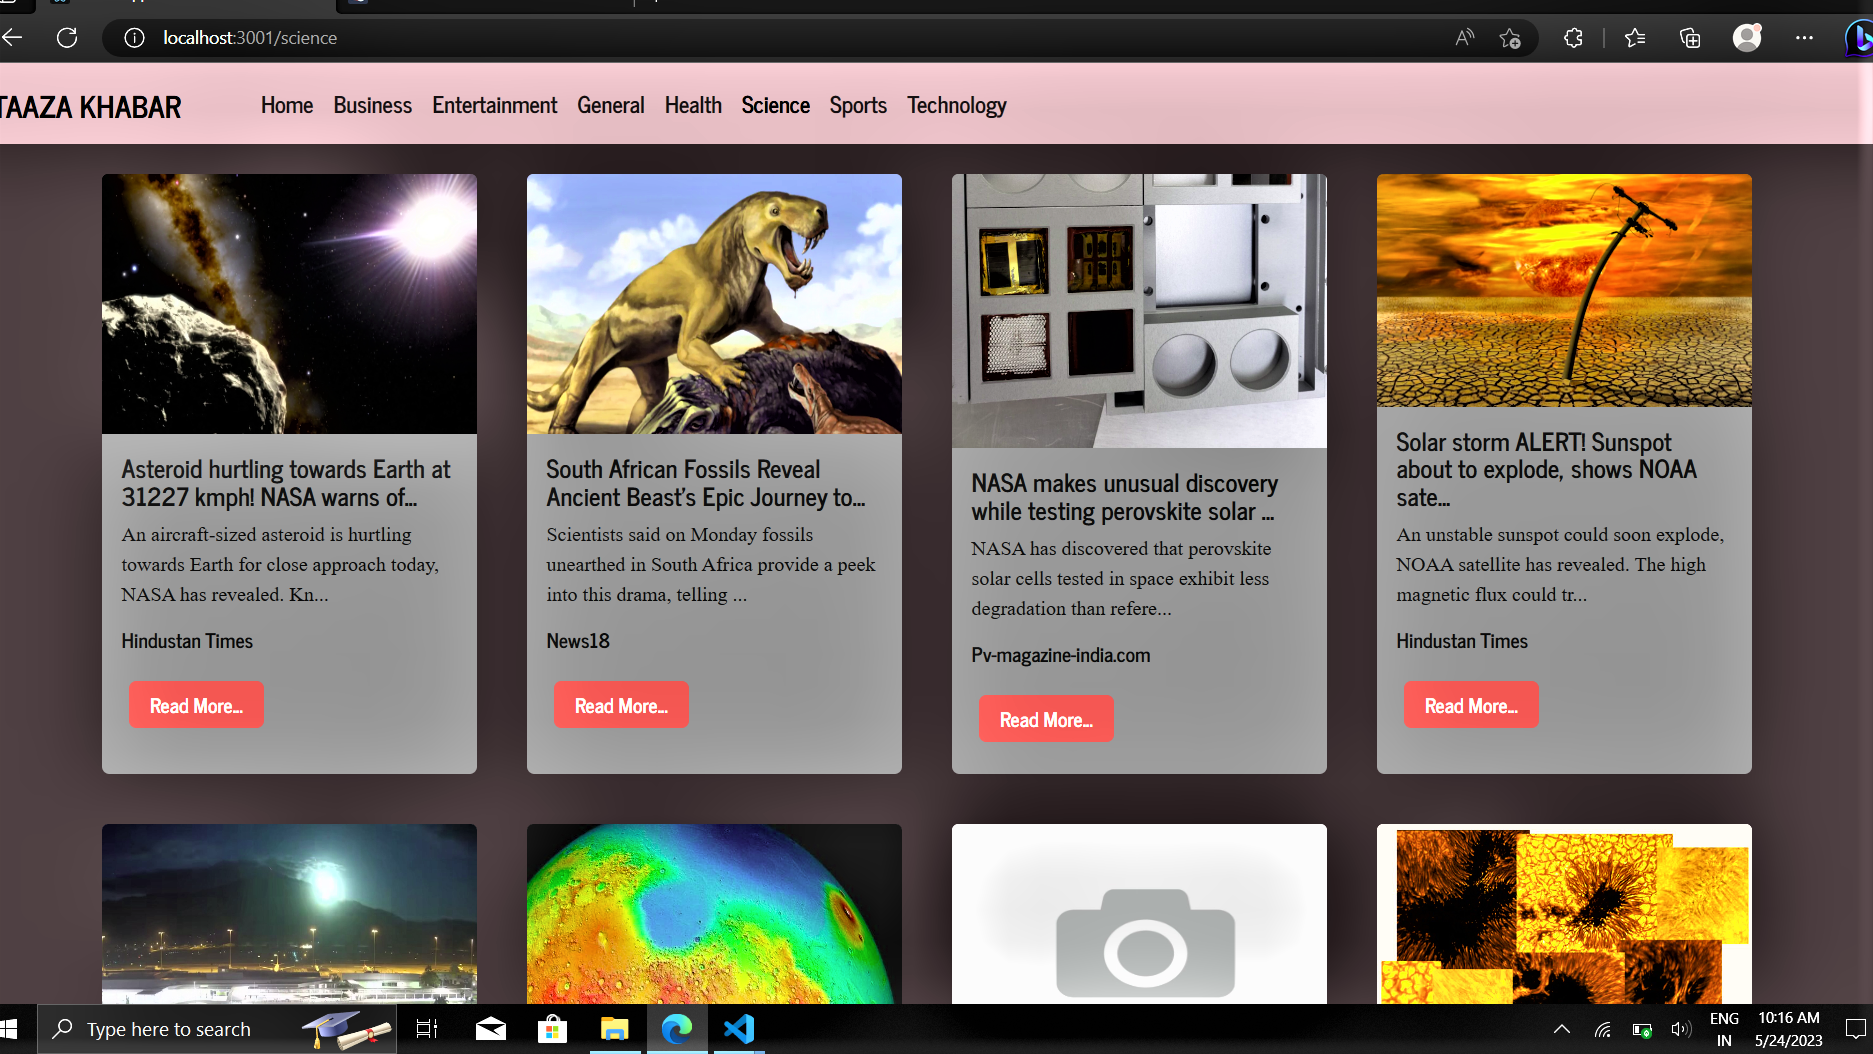 localhost:3001/science
TAAZA KHABAR
Home Business Entertainment General Health Science Sports Technology
Asteroid hurtling towards Earth at
31227 kmph! NASA warns of...
An aircraft-sized asteroid is hurtling
towards Earth for close approach today,
NASA has revealed. Kn...
Hindustan Times
Read More...
South African Fossils Reveal
Ancient Beast's Epic Journey to...
Scientists said on Monday fossils
unearthed in South Africa provide a peek
into this drama, telling ...
News18
Read More...
NASA makes unusual discovery
while testing perovskite solar ...
NASA has discovered that perovskite
solar cells tested in space exhibit less
degradation than refere...
Pv-magazine-india.com
Read More...
Solar storm ALERT! Sunspot
about to explode, shows NOAA
sate...
An unstable sunspot could soon explode,
NOAA satellite has revealed. The high
magnetic flux could tr...
Hindustan Times
Read More...
Type here to search
ENG
IN
10:16 AM
5/24/2023